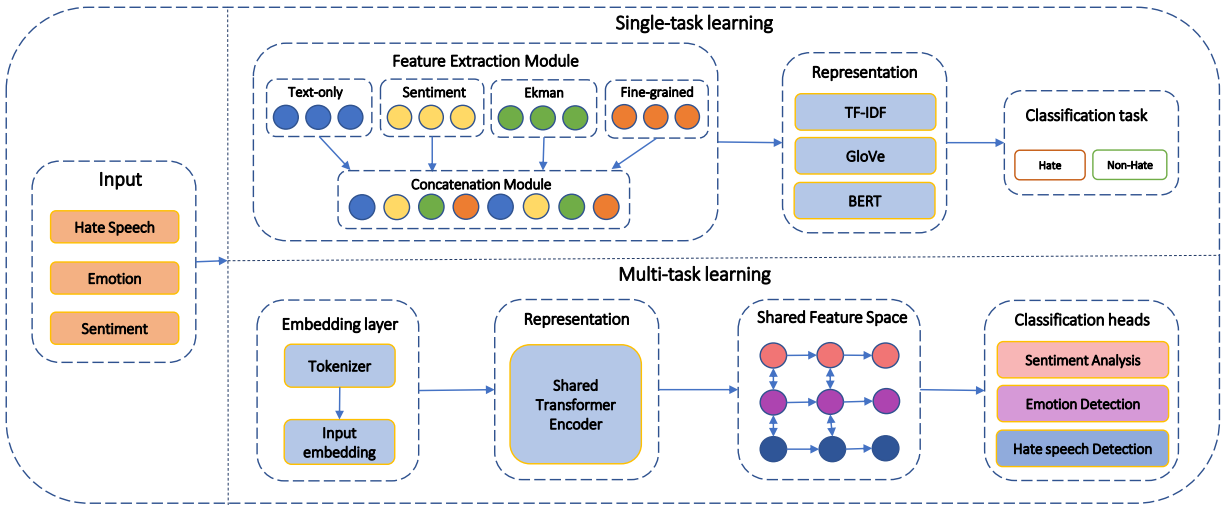 Single-task learning
Feature Extraction Module
Text-only
Sentiment
Ekman
Fine-grained
Concatenation Module
Representation
TF-IDF
GloVe
BERT
Classification task
Hate
Non-Hate
Input
Hate Speech
Emotion
Sentiment
Multi-task learning
Embedding layer
Tokenizer
Input
embedding
Representation
Shared
Transformer
Encoder
Shared Feature Space
Classification heads
Sentiment Analysis
Emotion Detection
Hate speech Detection